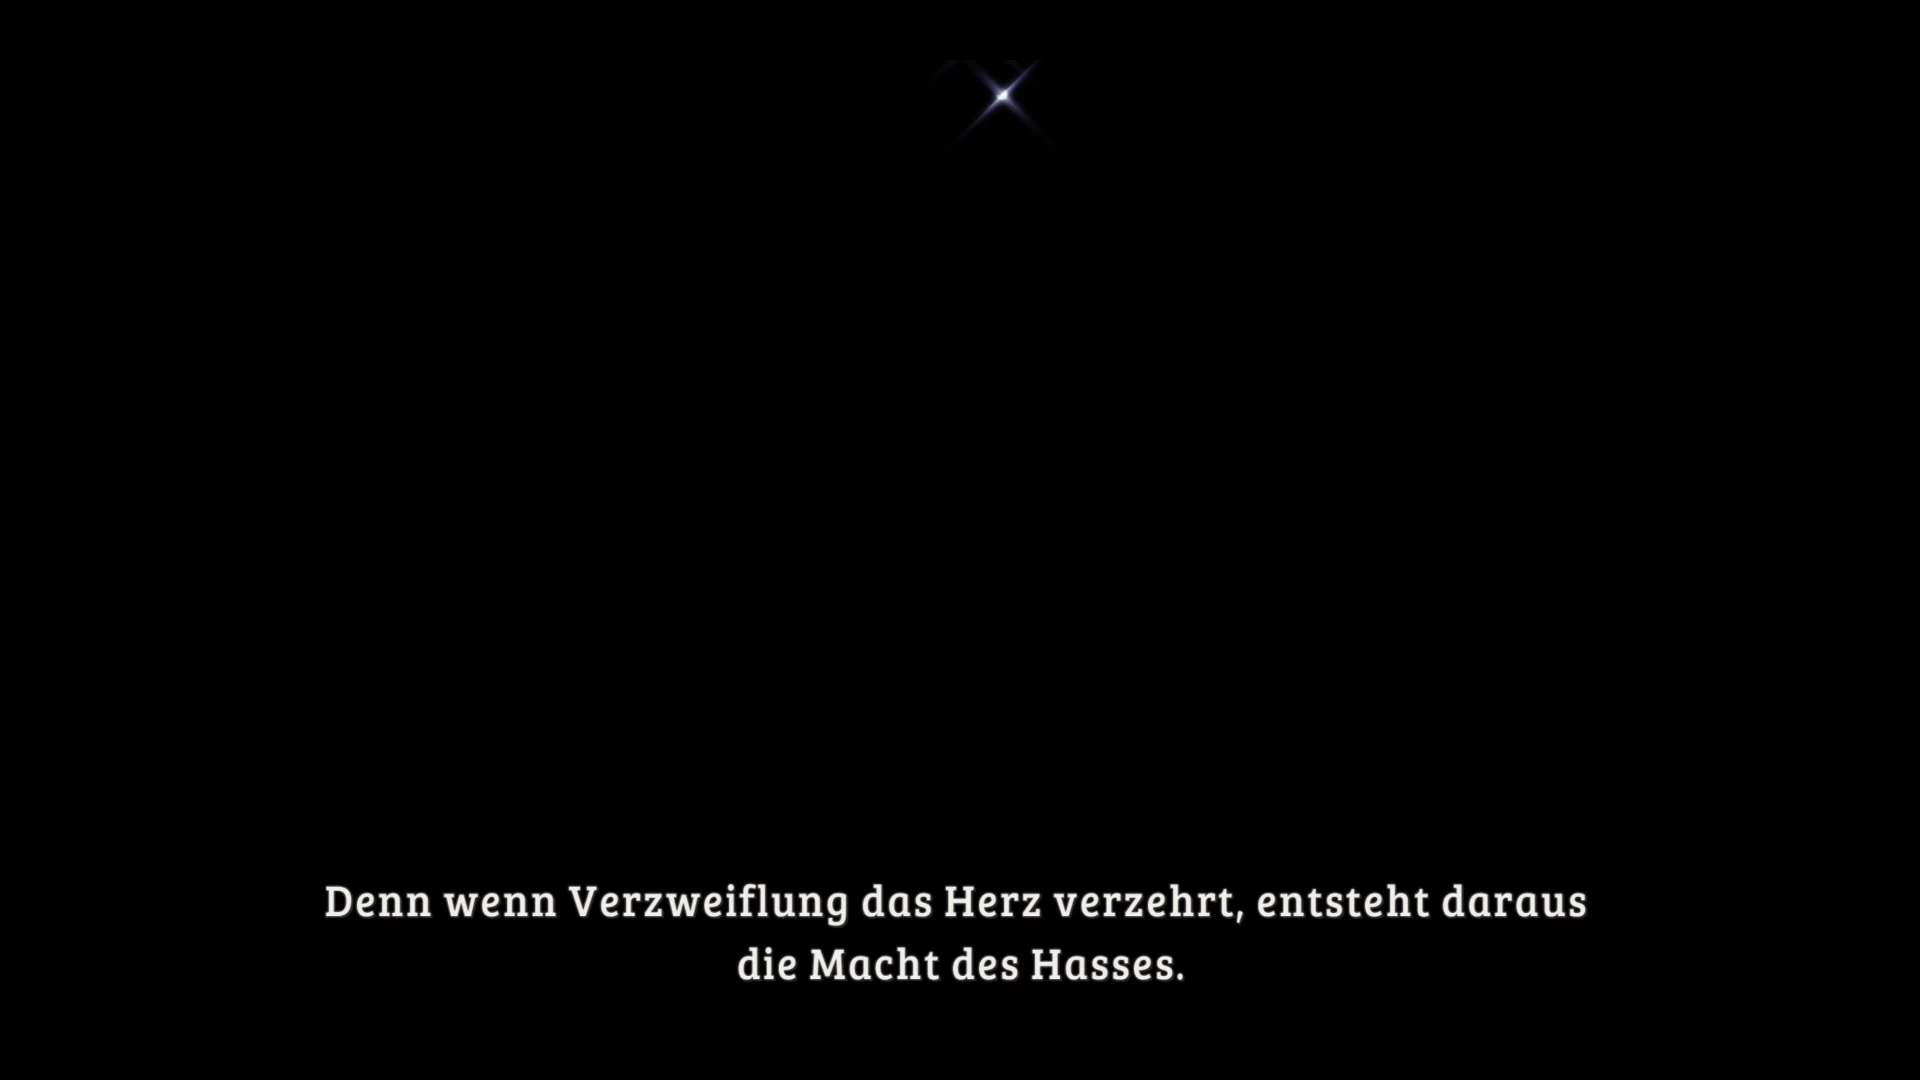 Denn wenn Verzweiflung das Herz verzehrt, entsteht daraus
die Macht des Hasses.